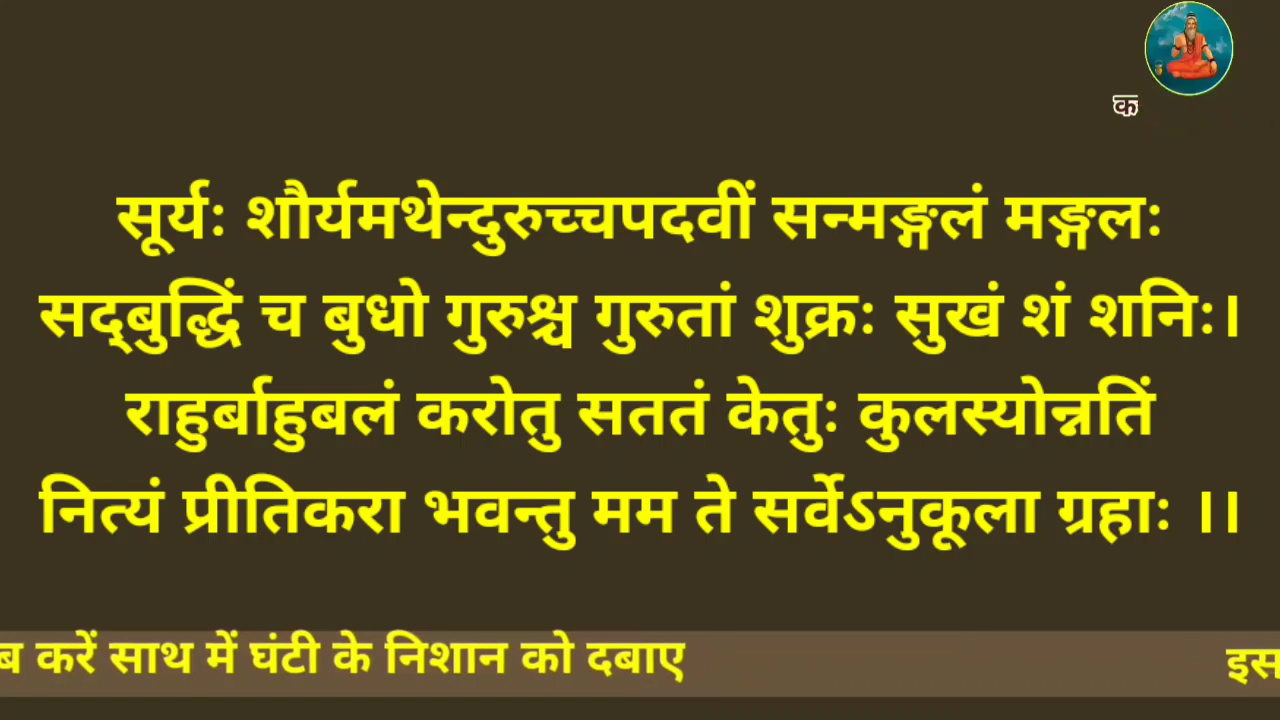 क
सूर्यः शौर्यमथेन्दुरुच्चपदवीं सन्मङ्गलं मङ्गलः
सद्‌बुद्धिं च बुधो गुरुश्च गुरुतां शुक्रः सुखं शं शनिः।
राहुर्बाहुबलं करोतु सततं केतुः कुलस्योन्नतिं
नित्यं प्रीतिकरा भवन्तु मम ते सर्वेऽनुकूला ग्रहाः ।।
ब करें साथ में घंटी के निशान को दबाए इस